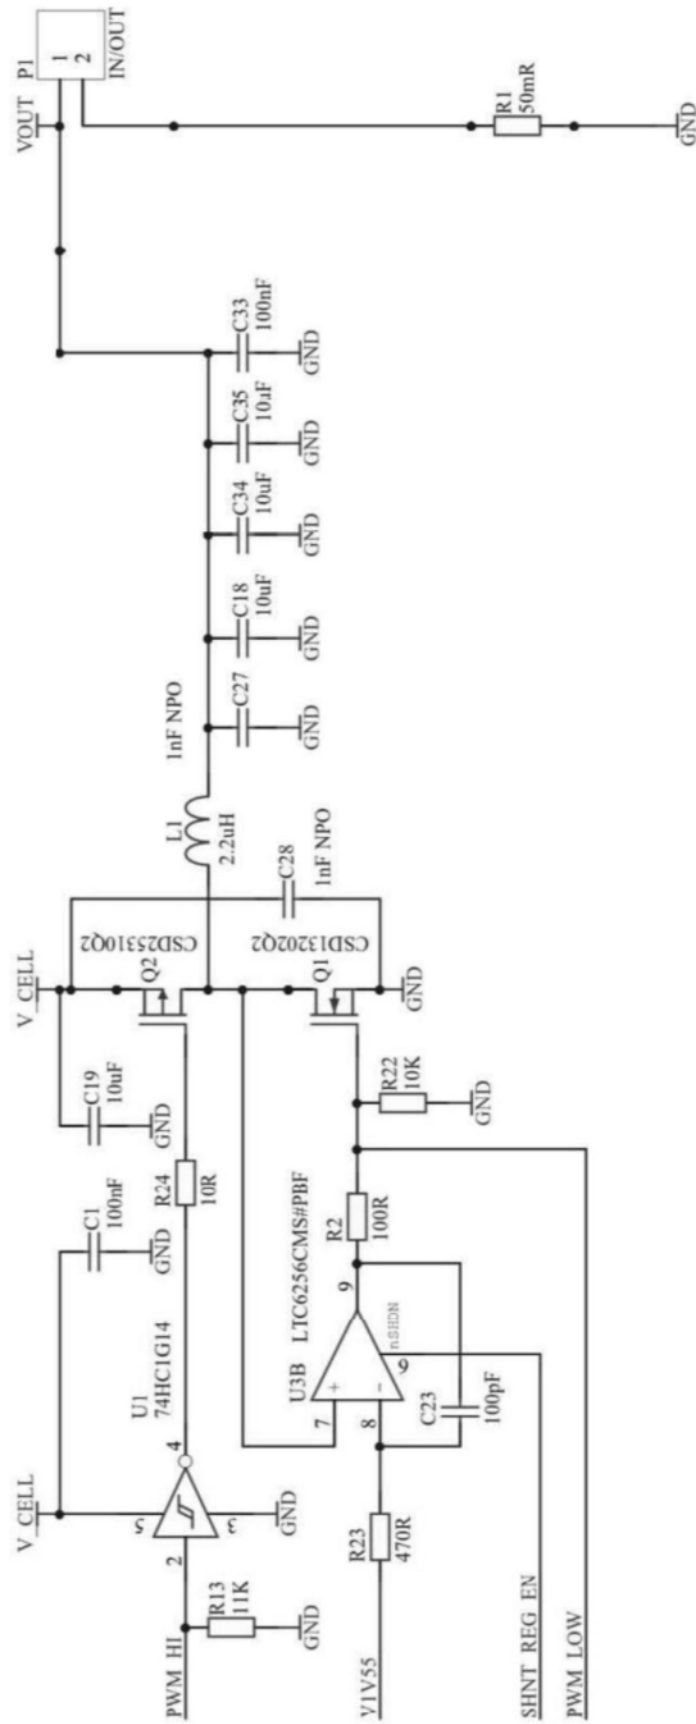 V_CELL
V_CELL
VOUT
P1
1
2
IN/OUT
C1
100nF
GND
C19
10uF
GND
U1
74HC1G14
5
PWM_HI
2
4
3
GND
R13
11K
GND
R24
10R
Q2
CSD25310Q2
L1
2.2uH
1nF NPO
C27
GND
C18
10uF
GND
C34
10uF
GND
C35
10uF
GND
C33
100nF
GND
R1
50mR
GND
C28
1nF NPO
Q1
CSD13202Q2
GND
U3B
LTC6256CMS#PBF
7
+
8
-
9
nSHDN
6
R2
100R
R22
10K
GND
V1V55
R23
470R
C23
100pF
SHNT_REG_EN
PWM_LOW